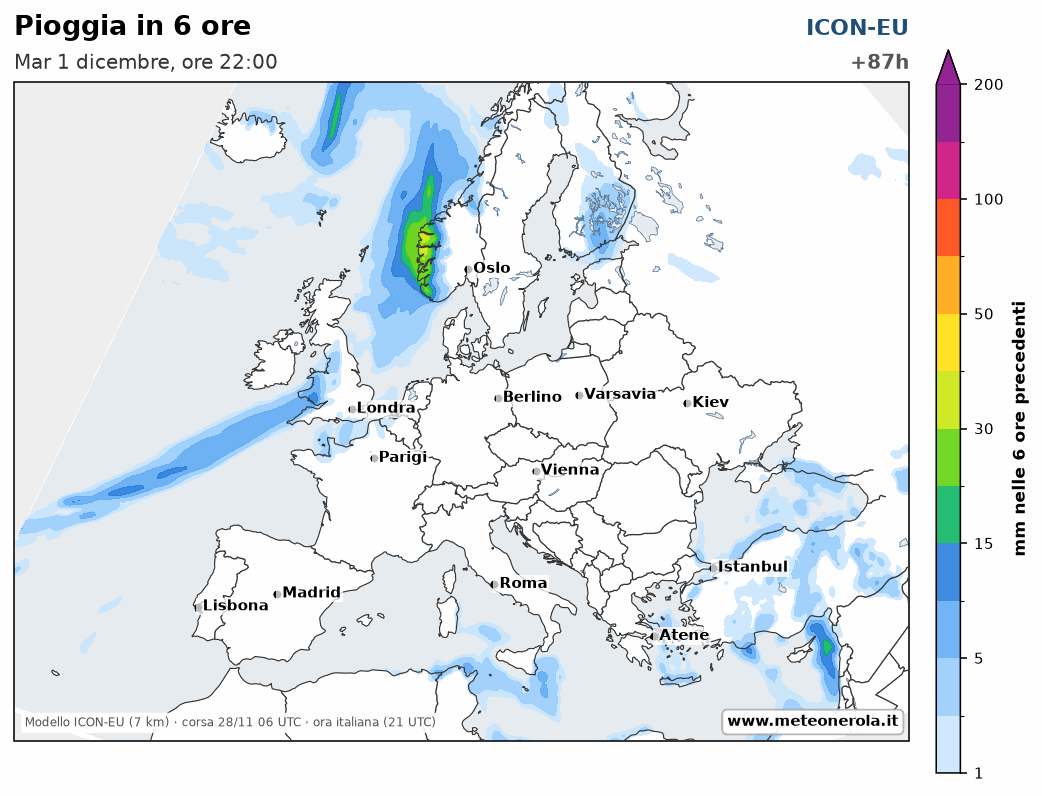 Pioggia in 6 ore
ICON-EU
Mar 1 dicembre, ore 22:00
+87h
200
100
50
30
15
5
1
mm nelle 6 ore precedenti
Oslo
Berlino
Varsavia
Kiev
Londra
Parigi
Vienna
Istanbul
Roma
Madrid
Lisbona
Atene
Modello ICON-EU (7 km) · corsa 28/11 06 UTC · ora italiana (21 UTC)
www.meteonerola.it